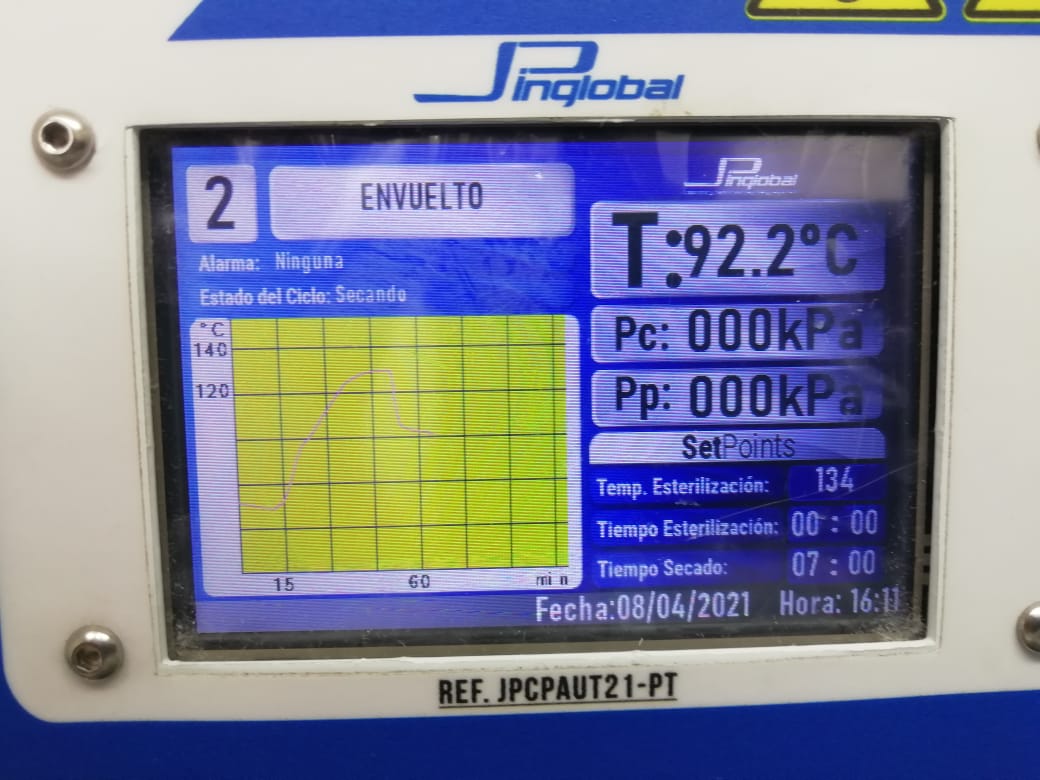 JPinglobal
2 ENVUELTO
JPinglobal
Alarma: Ninguna
Estado del Ciclo: Secando
T:92.2°C
Pc: 000kPa
Pp: 000kPa
°C
140
120
15 60 min
SetPoints
Temp. Esterilización: 134
Tiempo Esterilización: 00 : 00
Tiempo Secado: 07 : 00
Fecha:08/04/2021 Hora: 16:11
REF. JPCPAUT21-PT